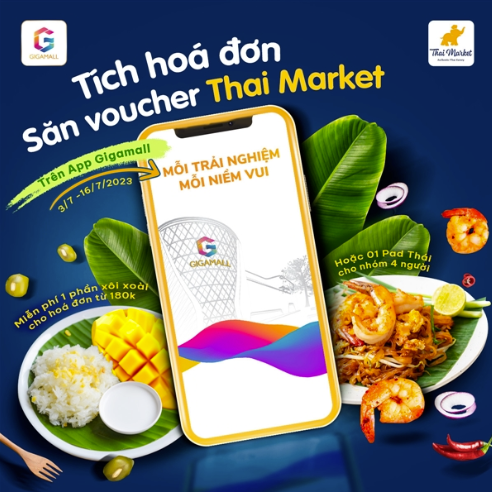 GIGAMALL
Thai Market
Tích hoá đơn
Săn voucher Thai Market
Trên App Gigamall
3/7 -16/7/2023
MỖI TRẢI NGHIỆM
MỖI NIỀM VUI
GIGAMALL
Miễn phí 1 phần xôi xoài
cho hoá đơn từ 180k
Hoặc 01 Pad Thái
cho nhóm 4 người